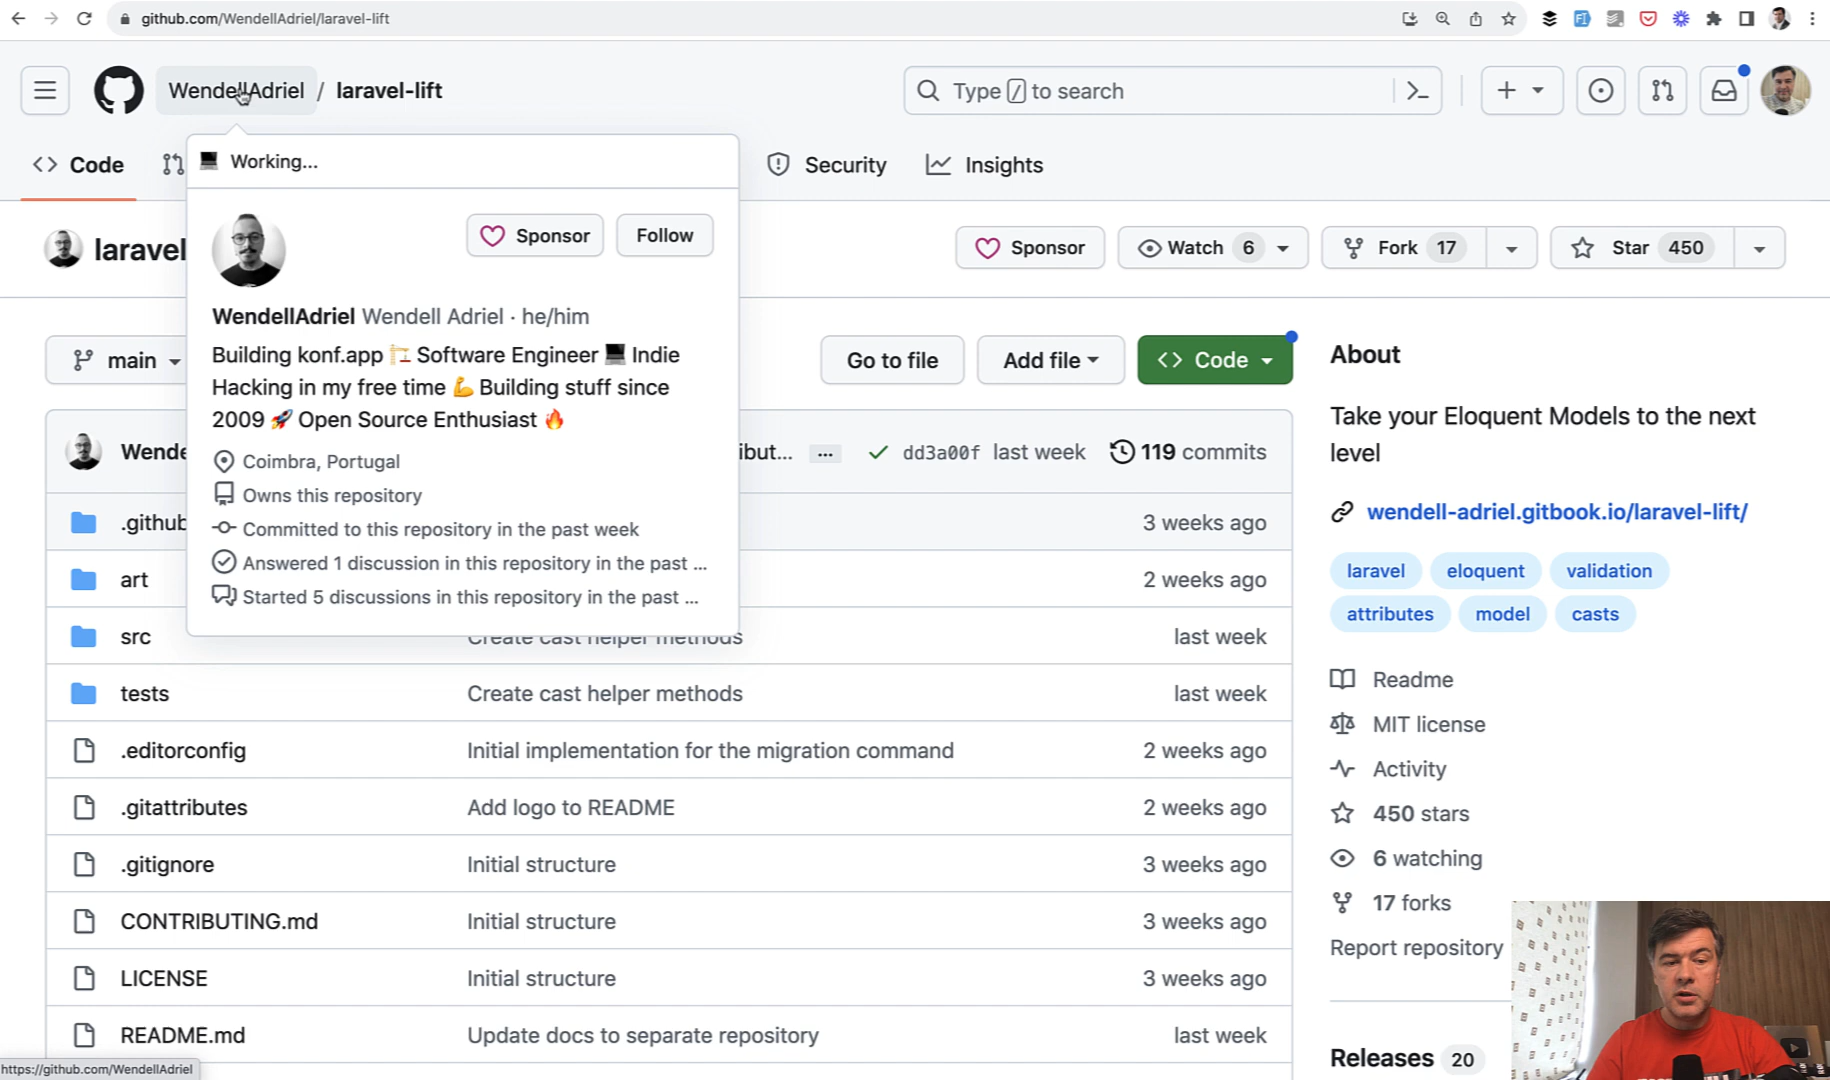 github.com/WendellAdriel/laravel-lift
WendellAdriel / laravel-lift
Type / to search
Code
Security
Insights
Working...
laravel
Sponsor
Watch 6
Fork 17
Star 450
Sponsor
Follow
WendellAdriel Wendell Adriel · he/him
Building konf.app 🏗️ Software Engineer 💻 Indie
Hacking in my free time 💪 Building stuff since
2009 🚀 Open Source Enthusiast 🔥
Coimbra, Portugal
Owns this repository
Committed to this repository in the past week
Answered 1 discussion in this repository in the past ...
Started 5 discussions in this repository in the past ...
main
Go to file
Add file
Code
Wende
ibut... ... dd3a00f last week 119 commits
.github 3 weeks ago
art 2 weeks ago
src Create cast helper methods last week
tests Create cast helper methods last week
.editorconfig Initial implementation for the migration command 2 weeks ago
.gitattributes Add logo to README 2 weeks ago
.gitignore Initial structure 3 weeks ago
CONTRIBUTING.md Initial structure 3 weeks ago
LICENSE Initial structure 3 weeks ago
README.md Update docs to separate repository last week
About
Take your Eloquent Models to the next
level
wendell-adriel.gitbook.io/laravel-lift/
laravel eloquent validation
attributes model casts
Readme
MIT license
Activity
450 stars
6 watching
17 forks
Report repository
Releases 20
https://github.com/WendellAdriel